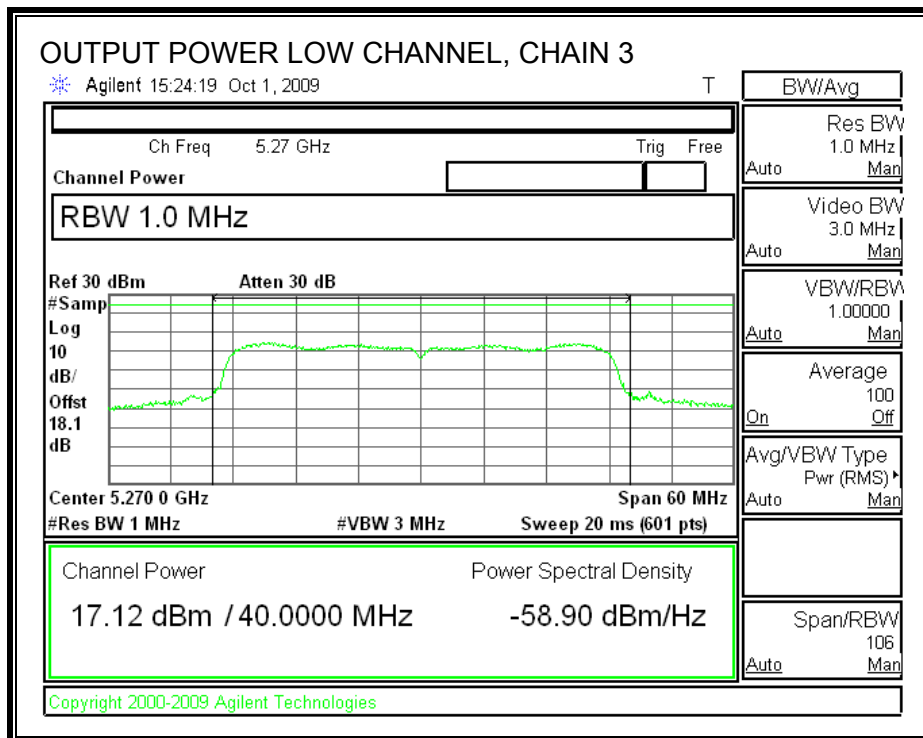 OUTPUT POWER LOW CHANNEL, CHAIN 3
Agilent 15:24:19 Oct 1, 2009
T
BW/Avg
Ch Freq 5.27 GHz
Trig Free
Channel Power
RBW 1.0 MHz
Res BW
1.0 MHz
Auto Man
Video BW
3.0 MHz
Auto Man
VBW/RBW
1.00000
Auto Man
Average
100
On Off
Avg/VBW Type
Pwr (RMS)
Auto Man
Span/RBW
106
Auto Man
Ref 30 dBm
Atten 30 dB
#Samp
Log
10
dB/
Offst
18.1
dB
Center 5.270 0 GHz
Span 60 MHz
#Res BW 1 MHz
#VBW 3 MHz
Sweep 20 ms (601 pts)
Channel Power
Power Spectral Density
17.12 dBm / 40.0000 MHz
-58.90 dBm/Hz
Copyright 2000-2009 Agilent Technologies